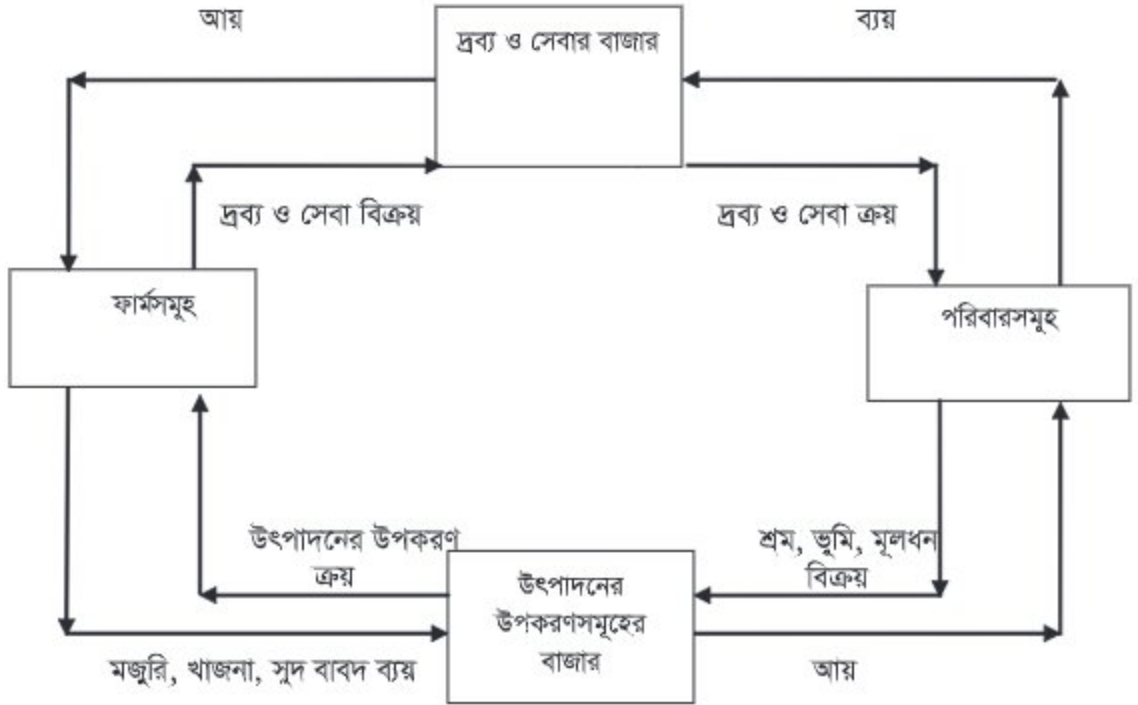 আয়
দ্রব্য ও সেবার বাজার
ব্যয়
দ্রব্য ও সেবা বিক্রয়
দ্রব্য ও সেবা ক্রয়
ফার্মসমূহ
পরিবারসমূহ
উৎপাদনের উপকরণ
ক্রয়
শ্রম, ভুমি, মূলধন
বিক্রয়
উৎপাদনের
উপকরণসমূহের
বাজার
মজুরি, খাজনা, সুদ বাবদ ব্যয়
আয়